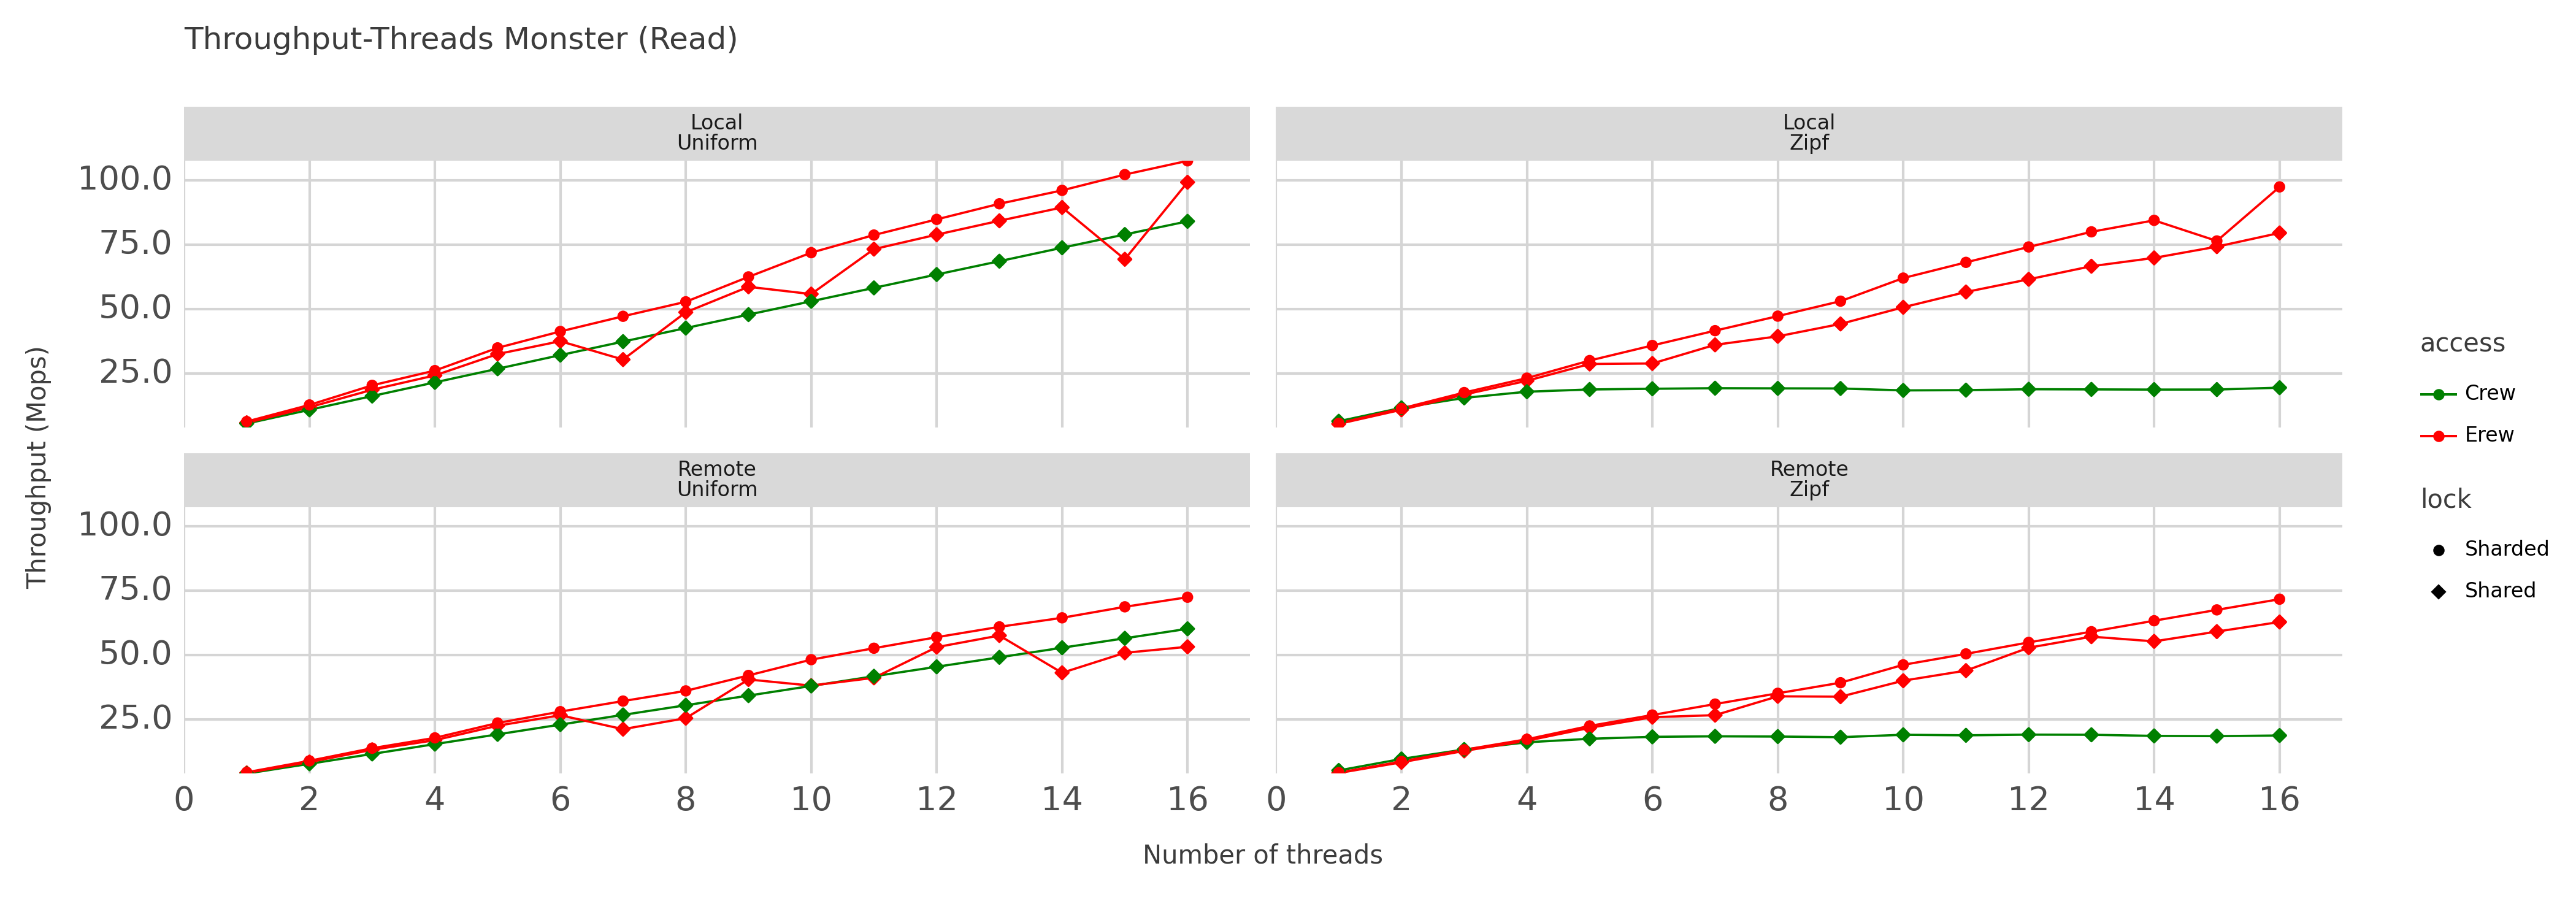 Throughput-Threads Monster (Read)
Local
Uniform
Local
Zipf
100.0
75.0
50.0
25.0
Remote
Uniform
Remote
Zipf
100.0
75.0
50.0
25.0
0 2 4 6 8 10 12 14 16
0 2 4 6 8 10 12 14 16
Number of threads
Throughput (Mops)
access
Crew
Erew
lock
Sharded
Shared